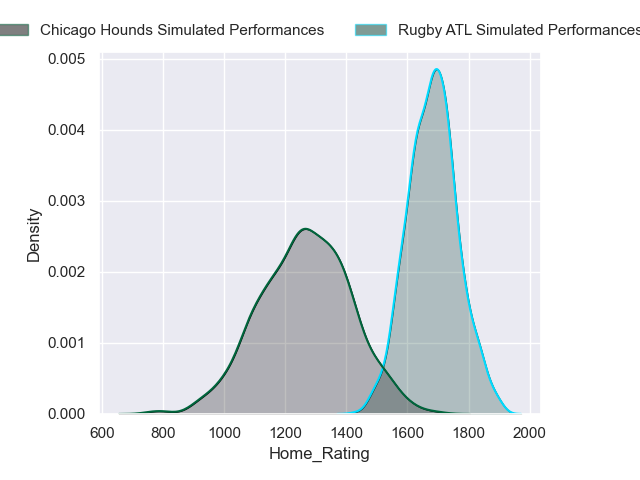 Chicago Hounds Simulated Performances Rugby ATL Simulated Performances
0.005
0.004
0.003
0.002
0.001
0.000
Density
600 800 1000 1200 1400 1600 1800 2000
Home_Rating